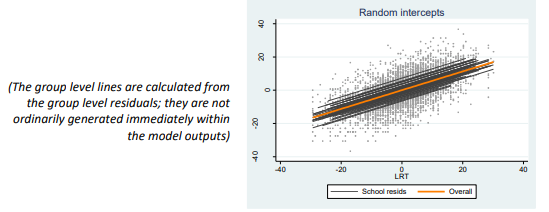 (The group level lines are calculated from
the group level residuals; they are not
ordinarily generated immediately within
the model outputs)
Random intercepts
40
20
0
-20
-40
-40
-20
0
20
40
LRT
School resids
Overall